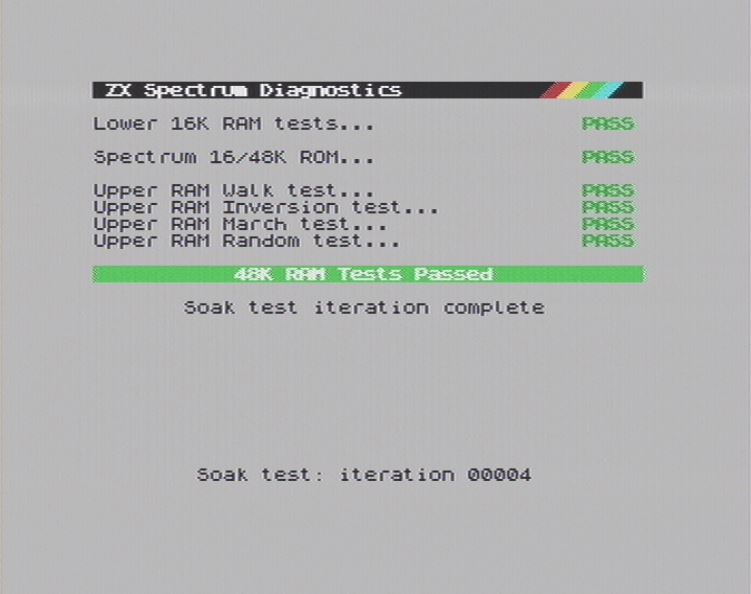 ZX Spectrum Diagnostics
Lower 16K RAM tests... PASS
Spectrum 16/48K ROM... PASS
Upper RAM Walk test... PASS
Upper RAM Inversion test... PASS
Upper RAM March test... PASS
Upper RAM Random test... PASS
48K RAM Tests Passed
Soak test iteration complete
Soak test: iteration 00004